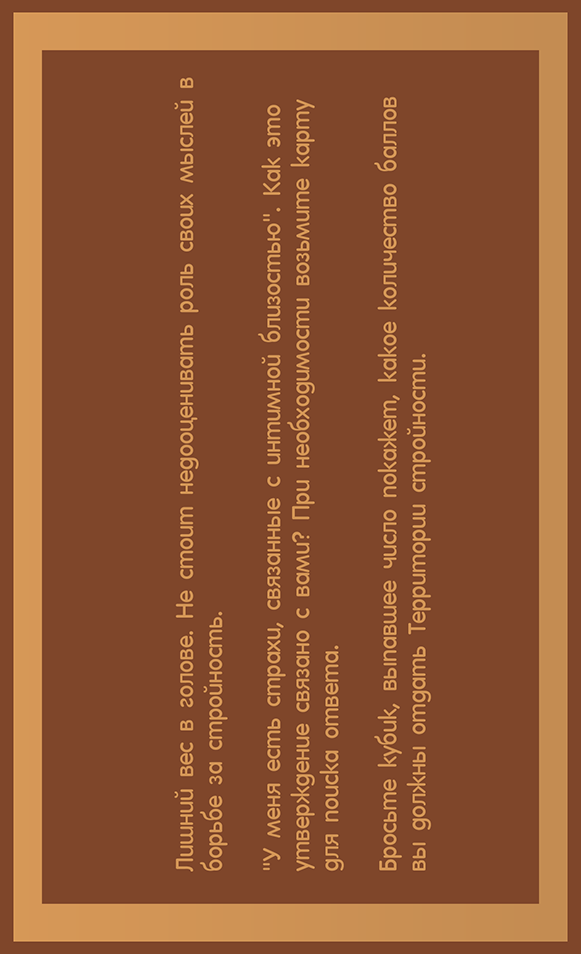 Лишний вес в голове. Не стоит недооценивать роль своих мыслей в
борьбе за стройность.
"У меня есть страхи, связанные с интимной близостью". Как это
утверждение связано с вами? При необходимости возьмите карту
для поиска ответа.
Бросьте кубик, выпавшее число покажет, какое количество баллов
вы должны отдать Территории стройности.